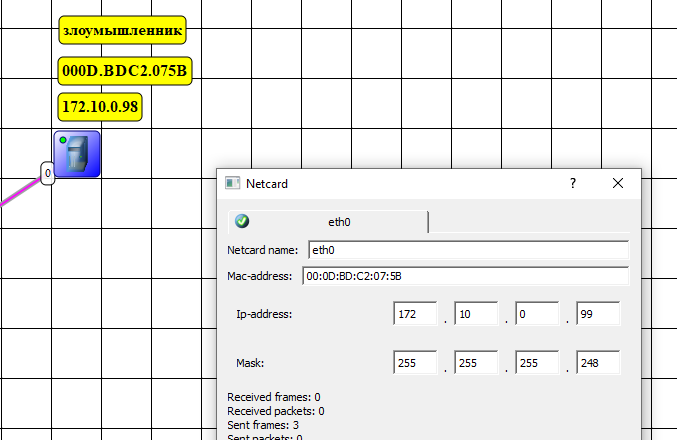 злоумышленник
000D.BDC2.075B
172.10.0.98
0
Netcard ?
eth0
Netcard name: eth0
Mac-address: 00:0D:BD:C2:07:5B
Ip-address: 172 . 10 . 0 . 99
Mask: 255 . 255 . 255 . 248
Received frames: 0
Received packets: 0
Sent frames: 3
Sent packets: 0